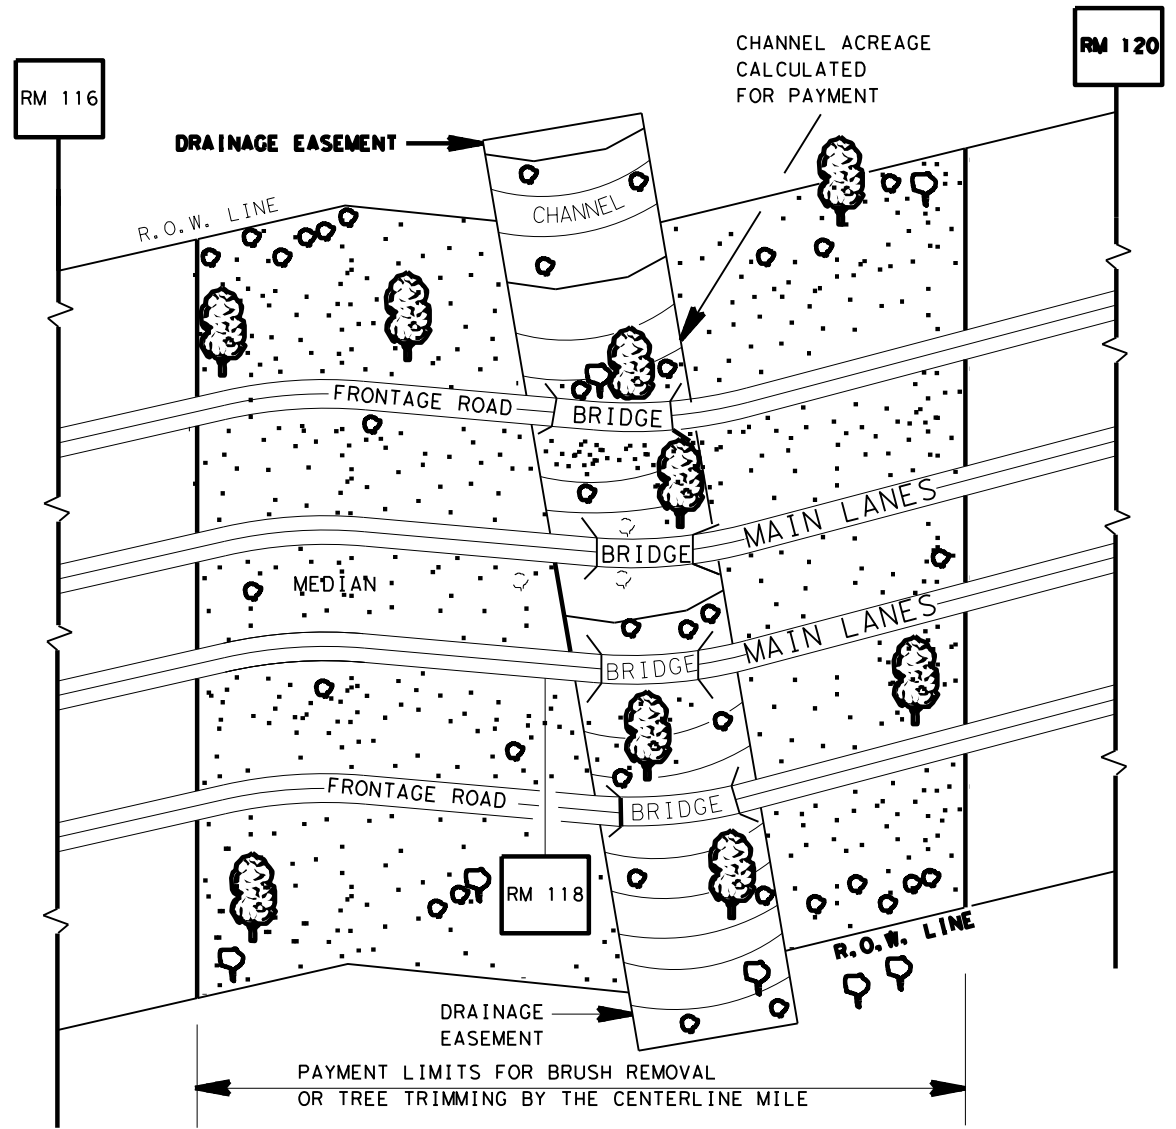 RM 120
CHANNEL ACREAGE
CALCULATED
FOR PAYMENT
RM 116
DRAINAGE EASEMENT
R.O.W. LINE
CHANNEL
FRONTAGE ROAD
BRIDGE
MAIN LANES
BRIDGE
MEDIAN
MAIN LANES
BRIDGE
FRONTAGE ROAD
BRIDGE
RM 118
R.O.W. LINE
DRAINAGE
EASEMENT
PAYMENT LIMITS FOR BRUSH REMOVAL
OR TREE TRIMMING BY THE CENTERLINE MILE